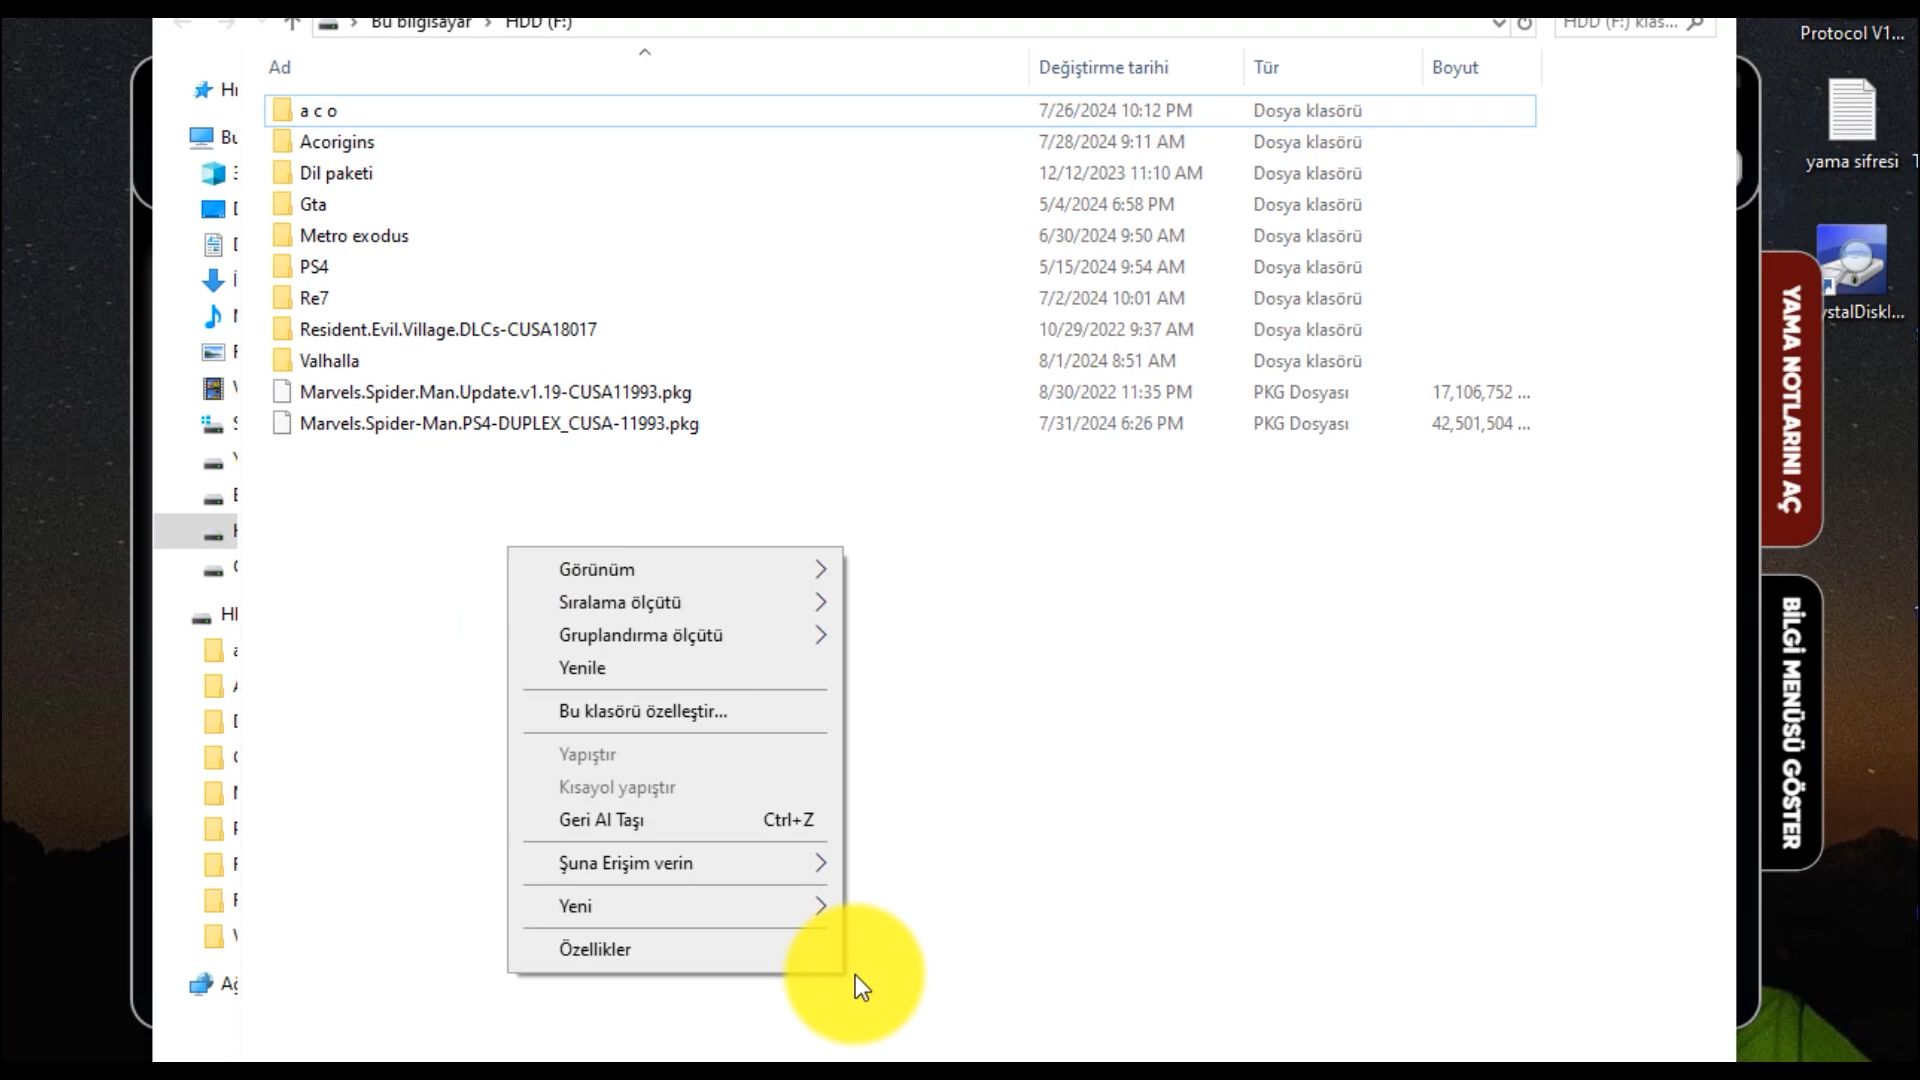 Bu bilgisayar > HDD (F:)
HDD (F:) klas...
Ad Değiştirme tarihi Tür Boyut
a c o 7/26/2024 10:12 PM Dosya klasörü
Acorigins 7/28/2024 9:11 AM Dosya klasörü
Dil paketi 12/12/2023 11:10 AM Dosya klasörü
Gta 5/4/2024 6:58 PM Dosya klasörü
Metro exodus 6/30/2024 9:50 AM Dosya klasörü
PS4 5/15/2024 9:54 AM Dosya klasörü
Re7 7/2/2024 10:01 AM Dosya klasörü
Resident.Evil.Village.DLCs-CUSA18017 10/29/2022 9:37 AM Dosya klasörü
Valhalla 8/1/2024 8:51 AM Dosya klasörü
Marvels.Spider.Man.Update.v1.19-CUSA11993.pkg 8/30/2022 11:35 PM PKG Dosyası 17,106,752 ...
Marvels.Spider-Man.PS4-DUPLEX_CUSA-11993.pkg 7/31/2024 6:26 PM PKG Dosyası 42,501,504 ...
Görünüm
Sıralama ölçütü
Gruplandırma ölçütü
Yenile
Bu klasörü özelleştir...
Yapıştır
Kısayol yapıştır
Geri Al Taşı Ctrl+Z
Şuna Erişim verin
Yeni
Özellikler
Protocol V1...
yama sifresi
ystalDiskI...
YAMA NOTLARINI AÇ
BİLGİ MENÜSÜ GÖSTER